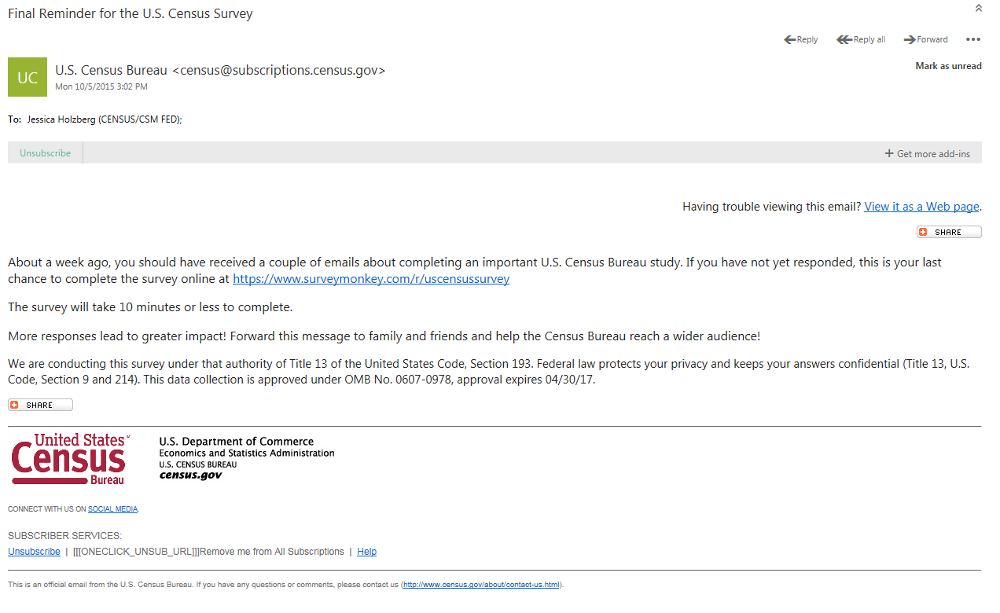 Final Reminder for the U.S. Census Survey
Reply Reply all Forward
UC
U.S. Census Bureau <census@subscriptions.census.gov>
Mark as unread
Mon 10/5/2015 3:02 PM
To: Jessica Holzberg (CENSUS/CSM FED);
Unsubscribe
+ Get more add-ins
Having trouble viewing this email? View it as a Web page.
SHARE
About a week ago, you should have received a couple of emails about completing an important U.S. Census Bureau study. If you have not yet responded, this is your last
chance to complete the survey online at https://www.surveymonkey.com/r/uscensussurvey
The survey will take 10 minutes or less to complete.
More responses lead to greater impact! Forward this message to family and friends and help the Census Bureau reach a wider audience!
We are conducting this survey under that authority of Title 13 of the United States Code, Section 193. Federal law protects your privacy and keeps your answers confidential (Title 13, U.S.
Code, Section 9 and 214). This data collection is approved under OMB No. 0607-0978, approval expires 04/30/17.
SHARE
United States™
Census
Bureau
U.S. Department of Commerce
Economics and Statistics Administration
U.S. CENSUS BUREAU
census.gov
CONNECT WITH US ON SOCIAL MEDIA.
SUBSCRIBER SERVICES:
Unsubscribe | [[[ONECLICK_UNSUB_URL]]]Remove me from All Subscriptions | Help
This is an official email from the U.S. Census Bureau. If you have any questions or comments, please contact us (http://www.census.gov/about/contact-us.html).